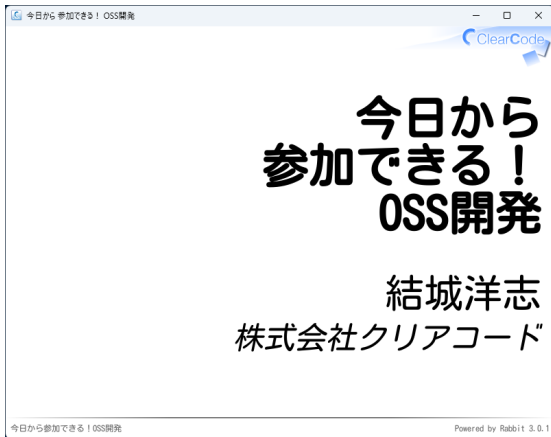 今日から 参加できる! OSS開発
ClearCode
今日から
参加できる!
OSS開発
結城洋志
株式会社クリアコード
今日から参加できる!OSS開発
Powered by Rabbit 3.0.1